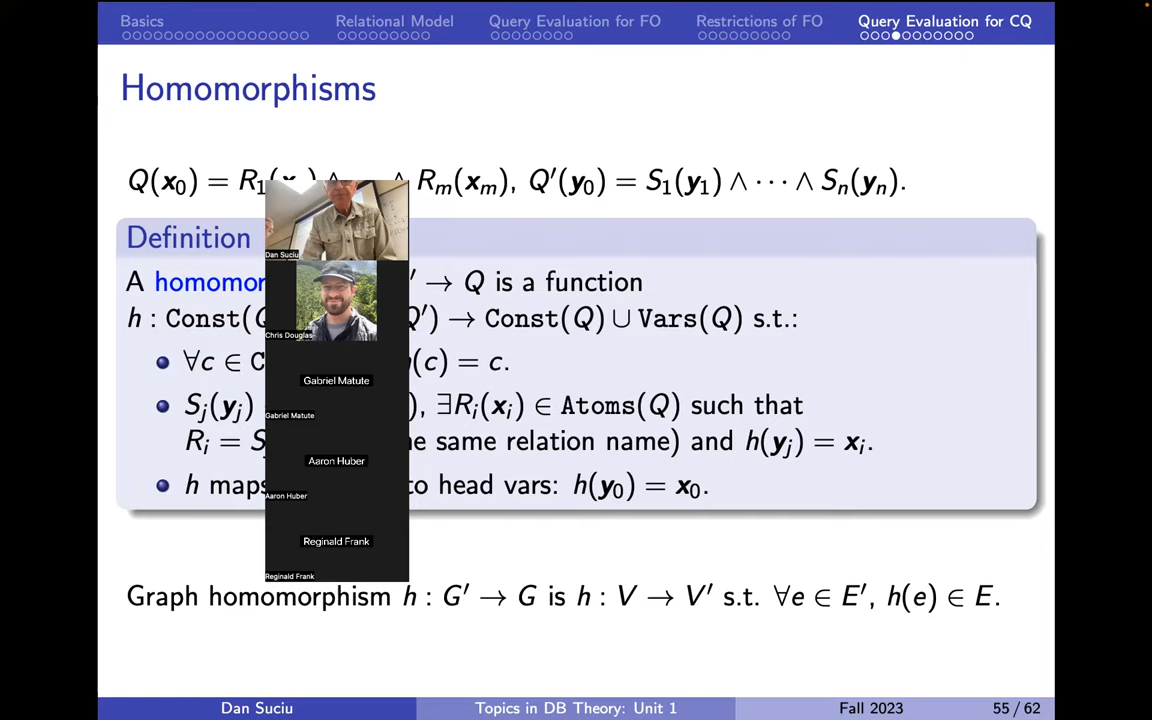 Basics Relational Model Query Evaluation for FO Restrictions of FO Query Evaluation for CQ
Homomorphisms
Q(x₀) = R₁( ∧ Rₘ(xₘ), Q′(y₀) = S₁(y₁) ∧ ··· ∧ Sₙ(yₙ).
Definition
A homomor ′ → Q is a function
h : Const(Q Q′) → Const(Q) ∪ Vars(Q) s.t.:
∀c ∈ C (c) = c.
Sⱼ(yⱼ) ), ∃Rᵢ(xᵢ) ∈ Atoms(Q) such that
Rᵢ = S e same relation name) and h(yⱼ) = xᵢ.
h maps to head vars: h(y₀) = x₀.
Dan Suciu
Chris Douglas
Gabriel Matute
Gabriel Matute
Aaron Huber
Aaron Huber
Reginald Frank
Reginald Frank
Graph homomorphism h : G′ → G is h : V → V′ s.t. ∀e ∈ E′, h(e) ∈ E.
Dan Suciu Topics in DB Theory: Unit 1 Fall 2023 55 / 62